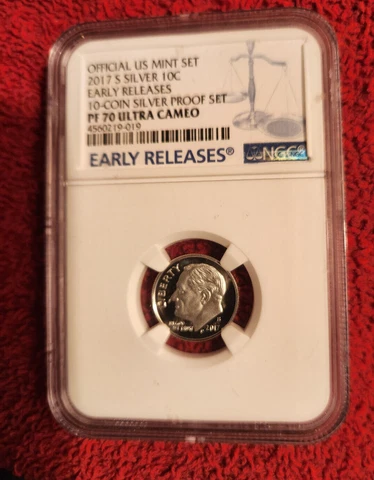 OFFICIAL US MINT SET
2017 S SILVER 10C
EARLY RELEASES
10-COIN SILVER PROOF SET
PF 70 ULTRA CAMEO
4560219-019
EARLY RELEASES®
NGC®
LIBERTY
2017